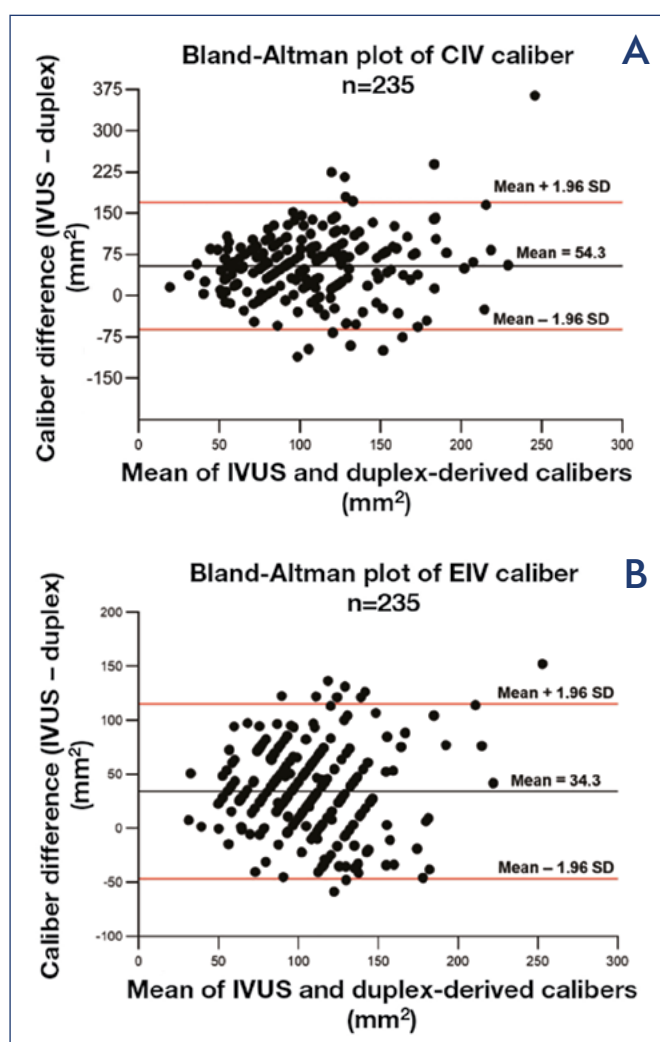 Bland-Altman plot of CIV caliber
A
n=235
375
300
225
150
75
0
-75
-150
Caliber difference (IVUS – duplex)
(mm²)
Mean + 1.96 SD
Mean = 54.3
Mean – 1.96 SD
0
50
100
150
200
250
300
Mean of IVUS and duplex-derived calibers
(mm²)
Bland-Altman plot of EIV caliber
B
n=235
200
150
100
50
0
-50
-100
Caliber difference (IVUS – duplex)
(mm²)
Mean + 1.96 SD
Mean = 34.3
Mean – 1.96 SD
0
50
100
150
200
250
300
Mean of IVUS and duplex-derived calibers
(mm²)